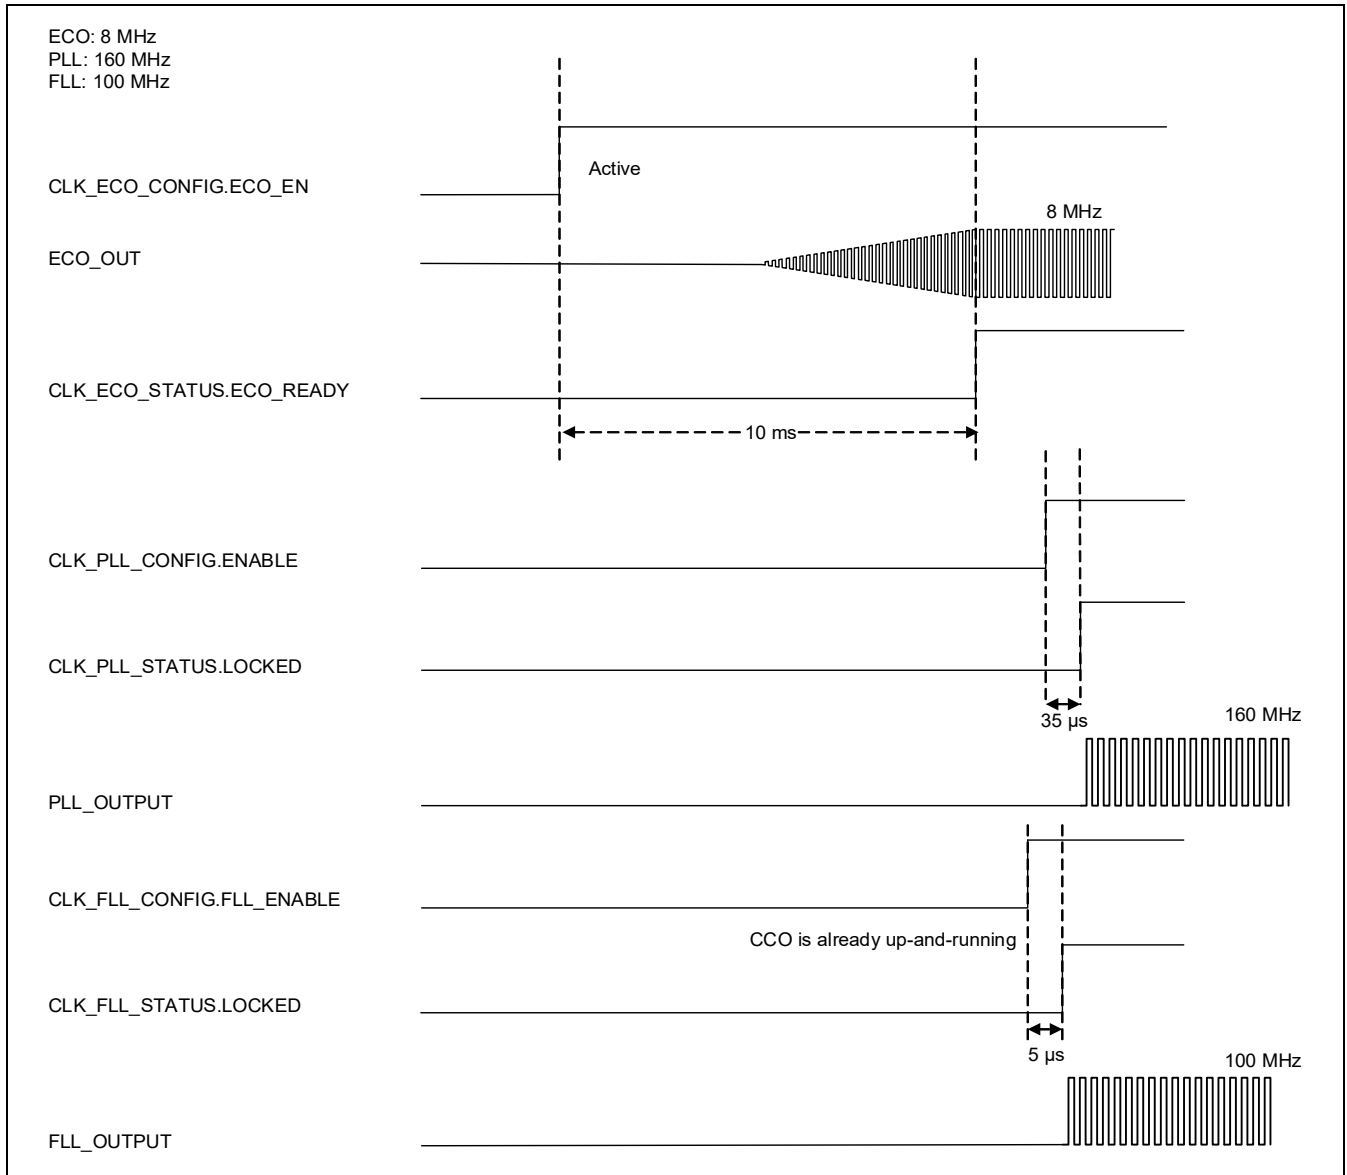 ECO: 8 MHz
PLL: 160 MHz
FLL: 100 MHz
Active
CLK_ECO_CONFIG.ECO_EN
8 MHz
ECO_OUT
CLK_ECO_STATUS.ECO_READY
10 ms
CLK_PLL_CONFIG.ENABLE
CLK_PLL_STATUS.LOCKED
35 µs
160 MHz
PLL_OUTPUT
CLK_FLL_CONFIG.FLL_ENABLE
CCO is already up-and-running
CLK_FLL_STATUS.LOCKED
5 µs
100 MHz
FLL_OUTPUT